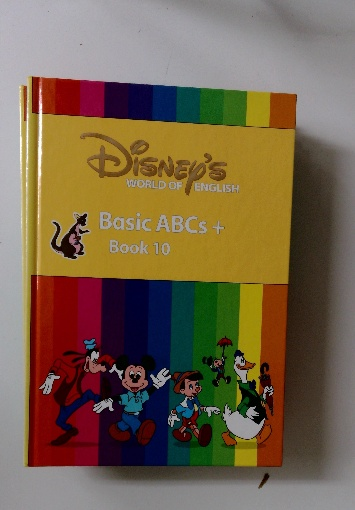 Disney's
WORLD OF ENGLISH
Basic ABCs +
Book 10